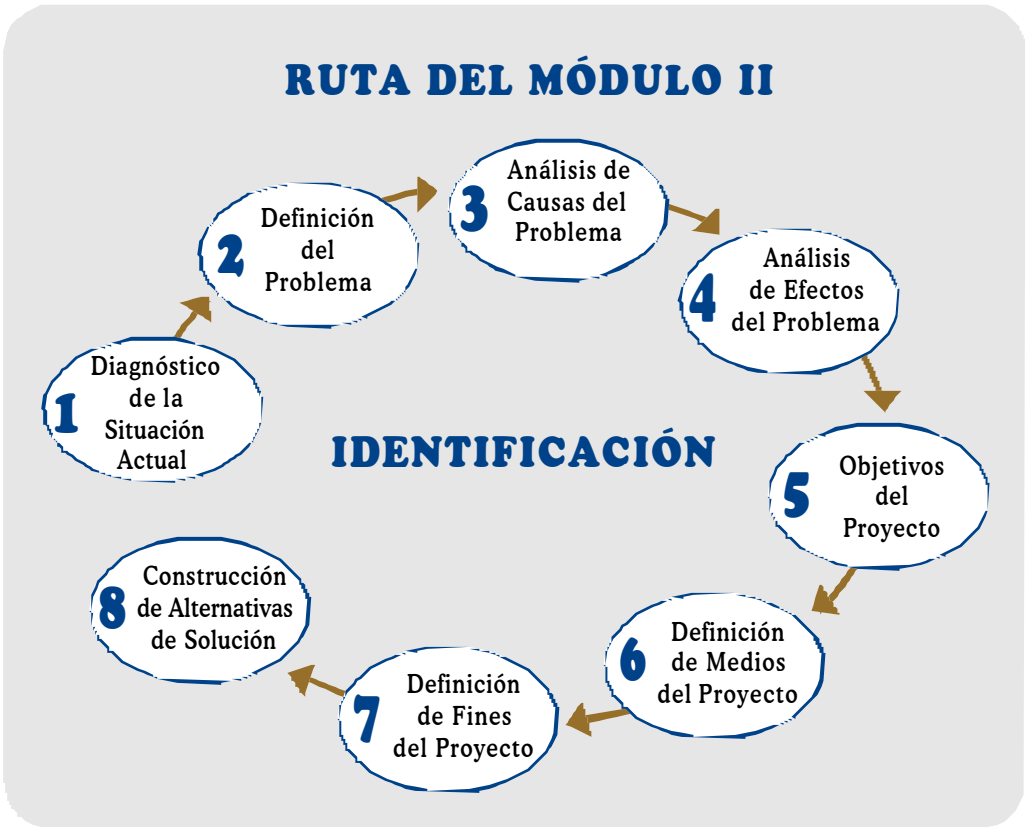 RUTA DEL MÓDULO II
1
Diagnóstico
de la
Situación
Actual
2
Definición
del
Problema
3
Análisis de
Causas del
Problema
4
Análisis
de Efectos
del Problema
5
Objetivos
del
Proyecto
6
Definición
de Medios
del Proyecto
7
Definición
de Fines
del Proyecto
8
Construcción
de Alternativas
de Solución
IDENTIFICACIÓN